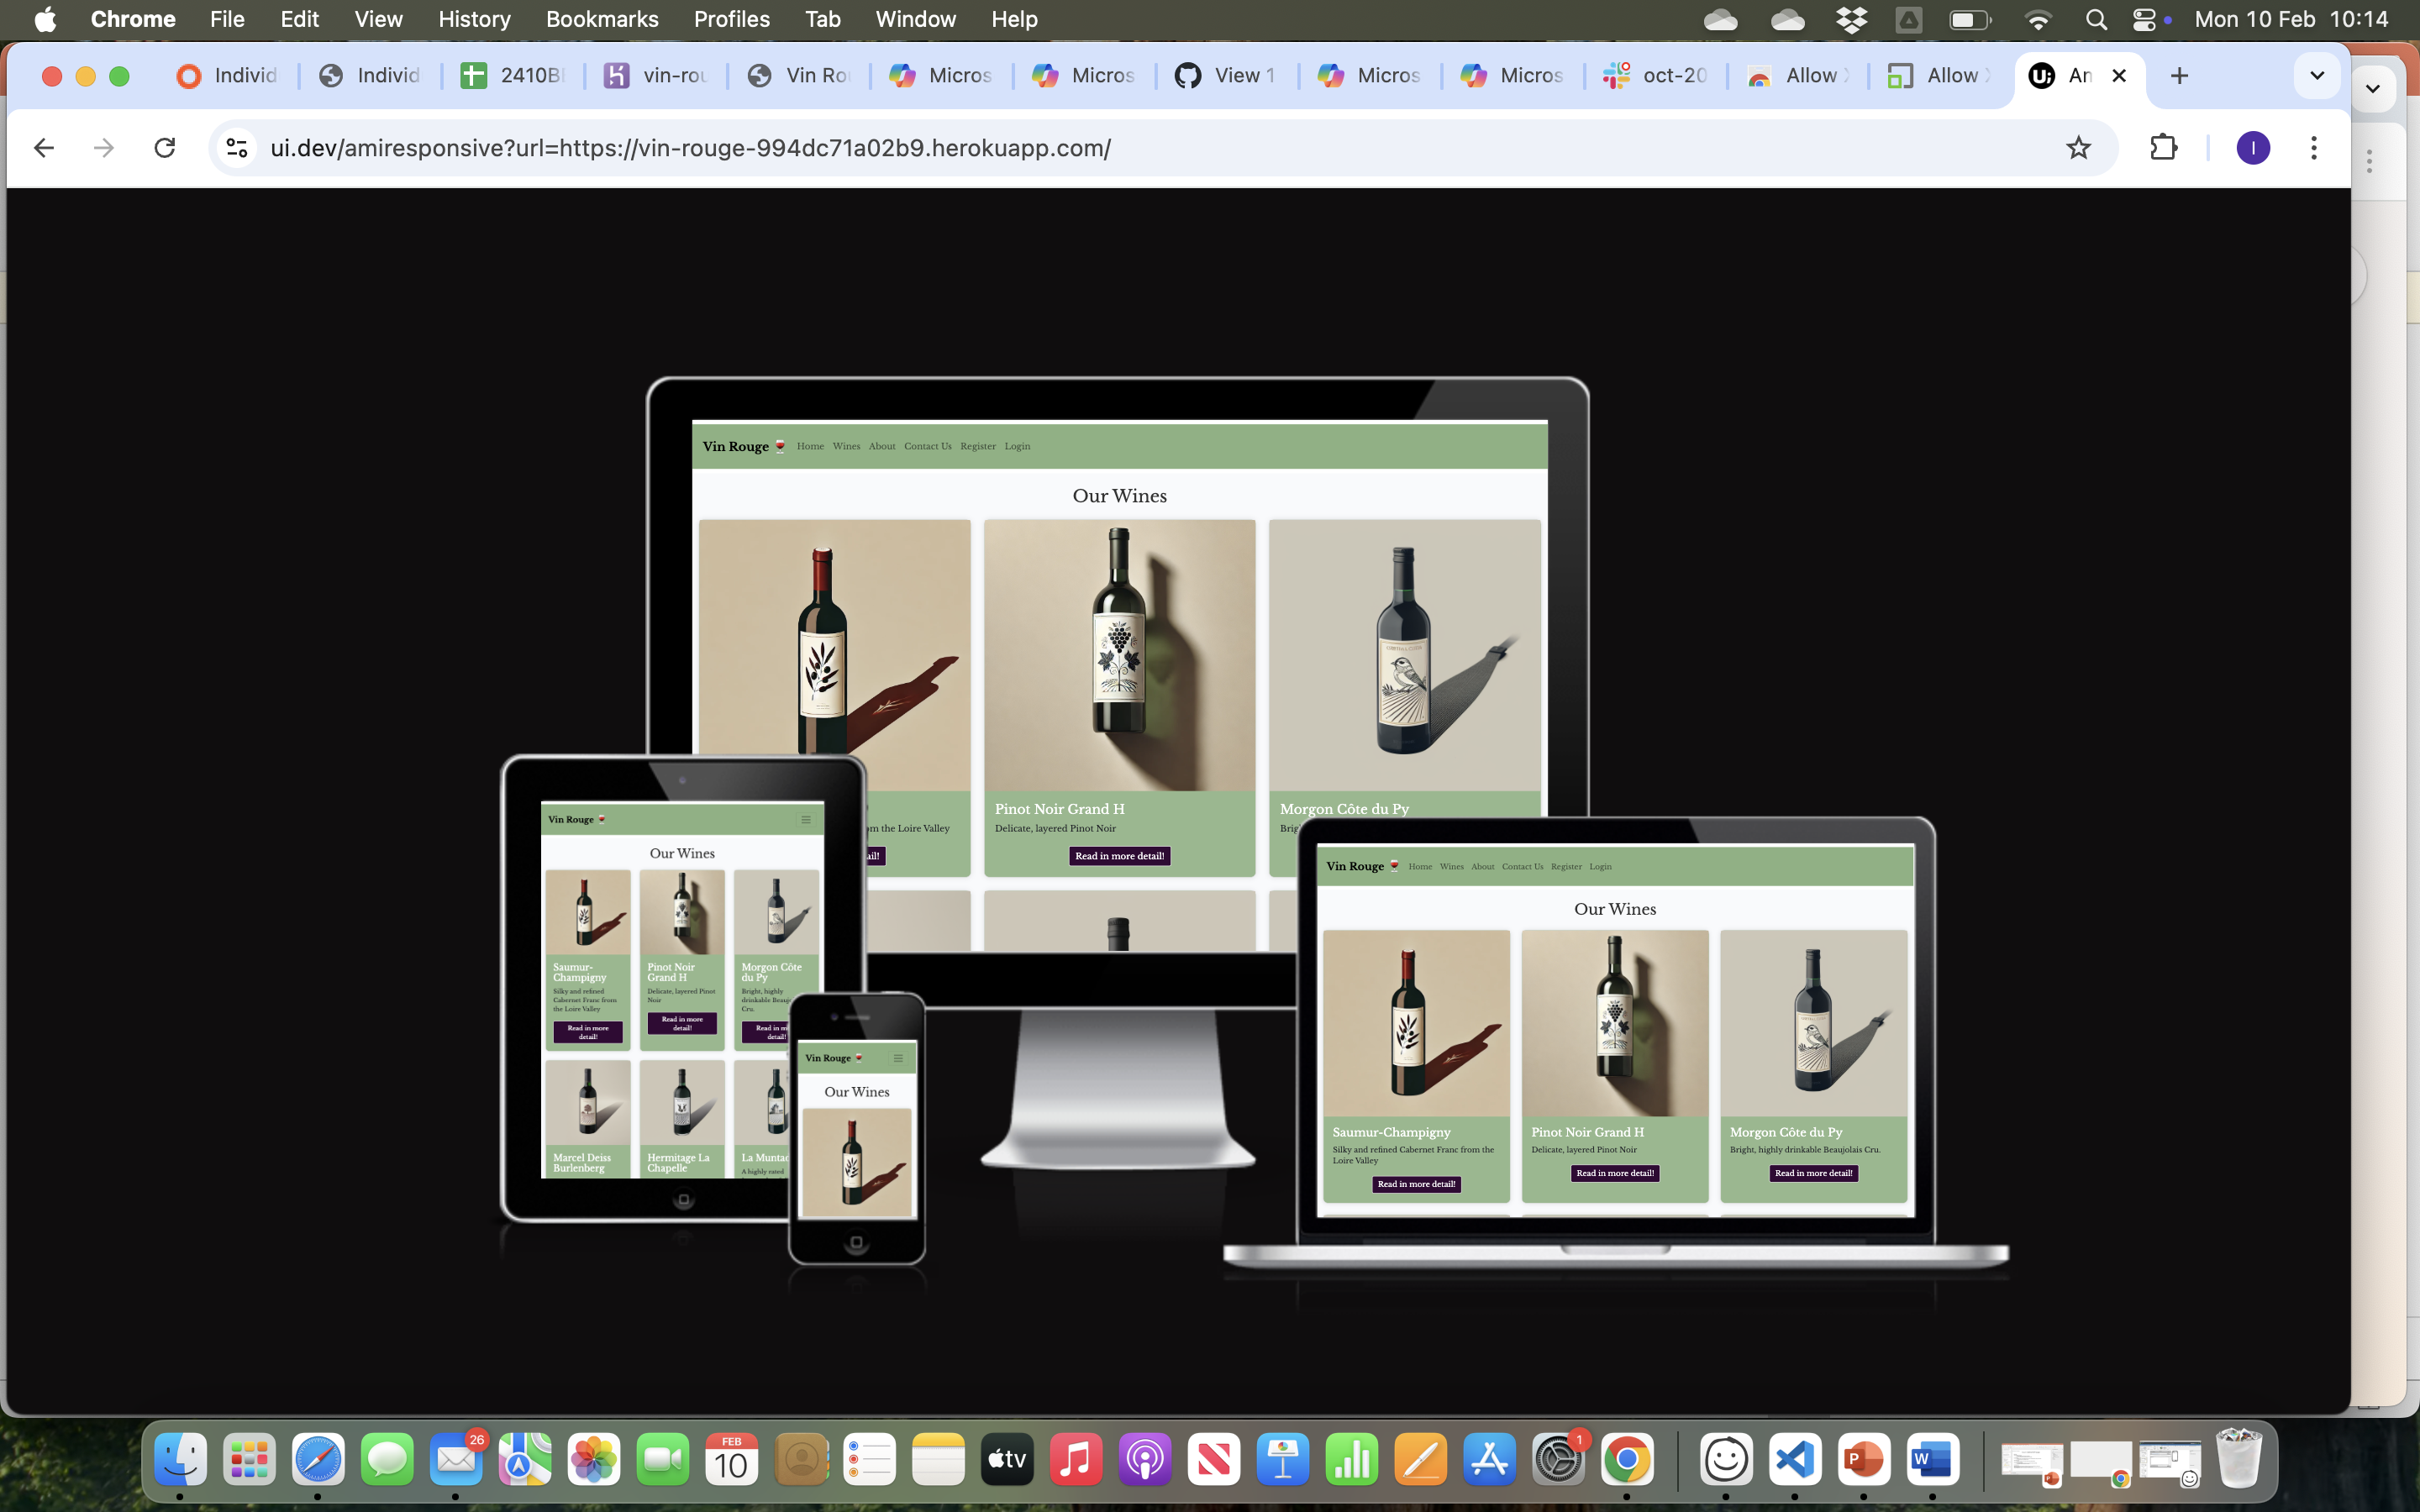 Chrome File Edit View History Bookmarks Profiles Tab Window Help Mon 10 Feb 10:14
Individ Individ 2410B vin-rou Vin Ro Micros Micros View 1 Micros Micros oct-20 Allow Allow Am
ui.dev/amiresponsive?url=https://vin-rouge-994dc71a02b9.herokuapp.com/ I
Vin Rouge Home Wines About Contact Us Register Login
Our Wines
m the Loire Valley
ail!
Pinot Noir Grand H
Delicate, layered Pinot Noir
Read in more detail!
Morgon Côte du Py
Brig
Vin Rouge
Our Wines
Saumur-
Champigny
Silky and refined
Cabernet Franc from
the Loire Valley
Read in more
detail!
Pinot Noir
Grand H
Delicate, layered Pinot
Noir
Read in more
detail!
Morgon Côte
du Py
Bright, highly
drinkable Beaujo
Cru.
Read in m
detail!
Marcel Deiss
Burlenberg
Hermitage La
Chapelle
La Muntad
A highly rated
Vin Rouge
Our Wines
Vin Rouge Home Wines About Contact Us Register Login
Our Wines
Saumur-Champigny
Silky and refined Cabernet Franc from the
Loire Valley
Read in more detail!
Pinot Noir Grand H
Delicate, layered Pinot Noir
Read in more detail!
Morgon Côte du Py
Bright, highly drinkable Beaujolais Cru.
Read in more detail!
26
FEB
10
tv
1
P
W